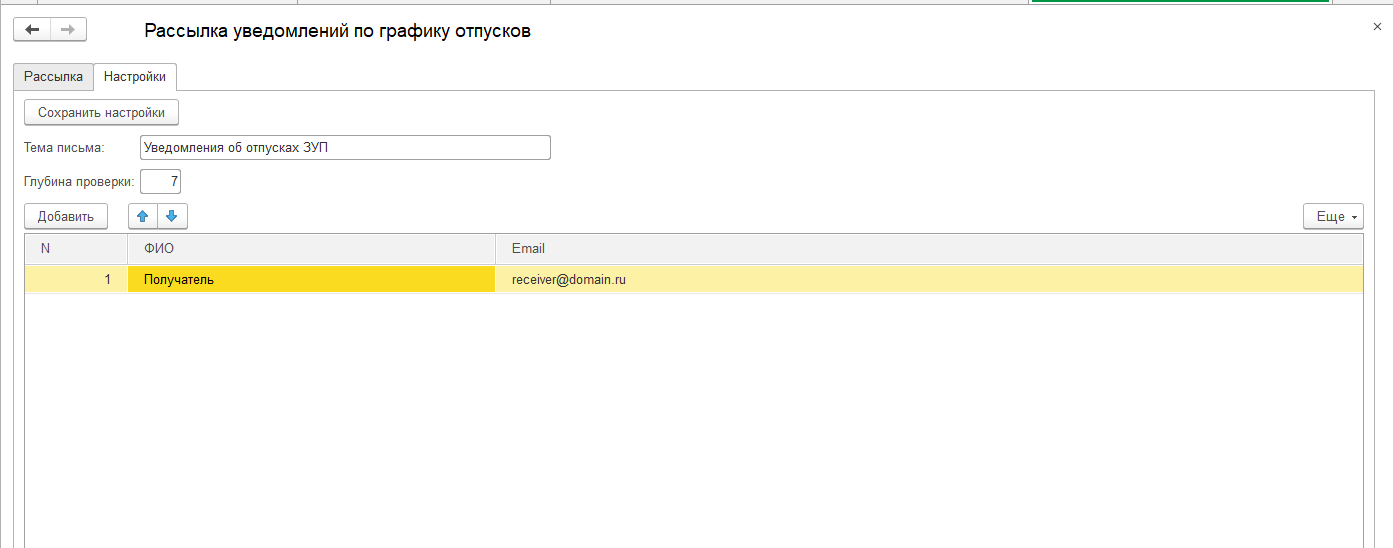 Рассылка уведомлений по графику отпусков
Рассылка Настройки
Сохранить настройки
Тема письма: Уведомления об отпусках ЗУП
Глубина проверки: 7
Добавить Еще
N ФИО Email
1 Получатель receiver@domain.ru